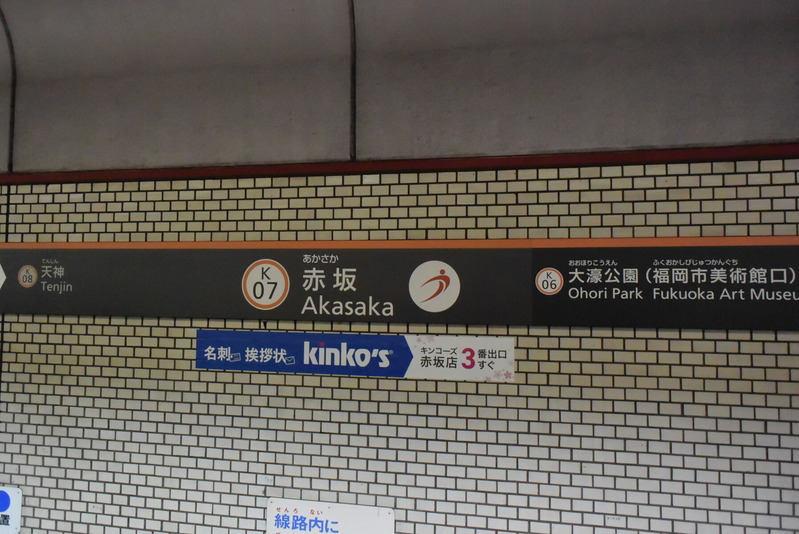 K
08
てんじん
天神
Tenjin
K
07
あかさか
赤坂
Akasaka
K
06
おおほりこうえん ふくおかしびじゅつかんぐち
大濠公園(福岡市美術館口)
Ohori Park Fukuoka Art Museu
名刺 挨拶状 kinko's®
キンコーズ
赤坂店
3番出口
すぐ
せんろ ない
線路内に
置